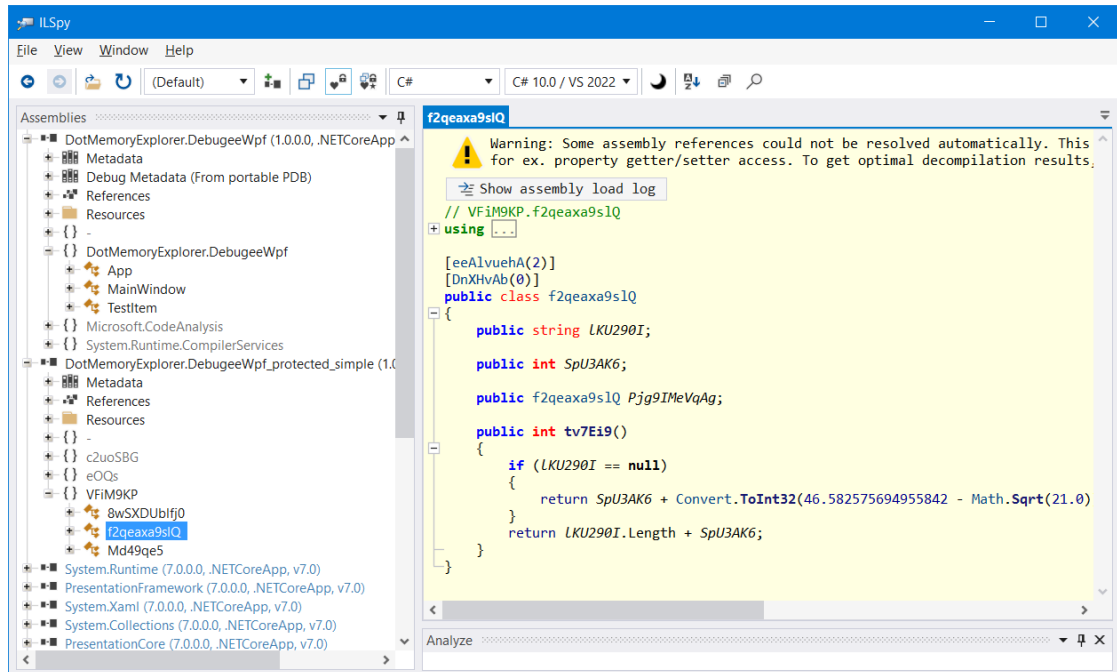 ILSpy
File View Window Help
(Default) C# C# 10.0 / VS 2022
Assemblies
DotMemoryExplorer.DebugeeWpf (1.0.0.0, .NETCoreApp
Metadata
Debug Metadata (From portable PDB)
References
Resources
{ } -
{ } DotMemoryExplorer.DebugeeWpf
App
MainWindow
TestItem
{ } Microsoft.CodeAnalysis
{ } System.Runtime.CompilerServices
DotMemoryExplorer.DebugeeWpf_protected_simple (1.0
Metadata
References
Resources
{ } -
{ } c2uoSBG
{ } eOQs
{ } VFiM9KP
8wSXDUbIfj0
f2qeaxa9slQ
Md49qe5
System.Runtime (7.0.0.0, .NETCoreApp, v7.0)
PresentationFramework (7.0.0.0, .NETCoreApp, v7.0)
System.Xaml (7.0.0.0, .NETCoreApp, v7.0)
System.Collections (7.0.0.0, .NETCoreApp, v7.0)
PresentationCore (7.0.0.0, .NETCoreApp, v7.0)
f2qeaxa9slQ
Warning: Some assembly references could not be resolved automatically. This
for ex. property getter/setter access. To get optimal decompilation results,
Show assembly load log
// VFiM9KP.f2qeaxa9slQ
using ...
[eeAlvuehA(2)]
[DnXHvAb(0)]
public class f2qeaxa9slQ
{
public string lKU290I;
public int SpU3AK6;
public f2qeaxa9slQ Pjg9IMeVqAg;
public int tv7Ei9()
{
if (lKU290I == null)
{
return SpU3AK6 + Convert.ToInt32(46.582575694955842 - Math.Sqrt(21.0)
}
return lKU290I.Length + SpU3AK6;
}
}
Analyze